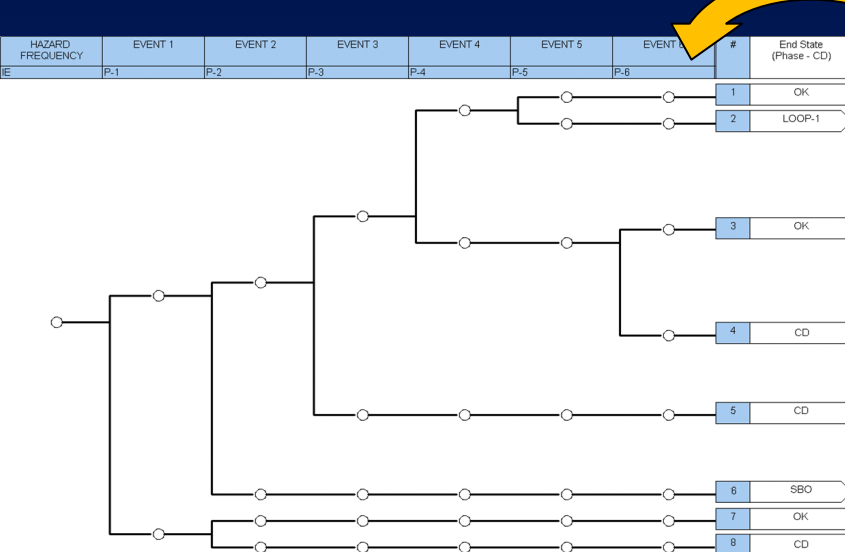 HAZARD FREQUENCY EVENT 1 EVENT 2 EVENT 3 EVENT 4 EVENT 5 EVENT # End State (Phase - CD)
IE P-1 P-2 P-3 P-4 P-5 P-6
1 OK
2 LOOP-1
3 OK
4 CD
5 CD
6 SBO
7 OK
8 CD